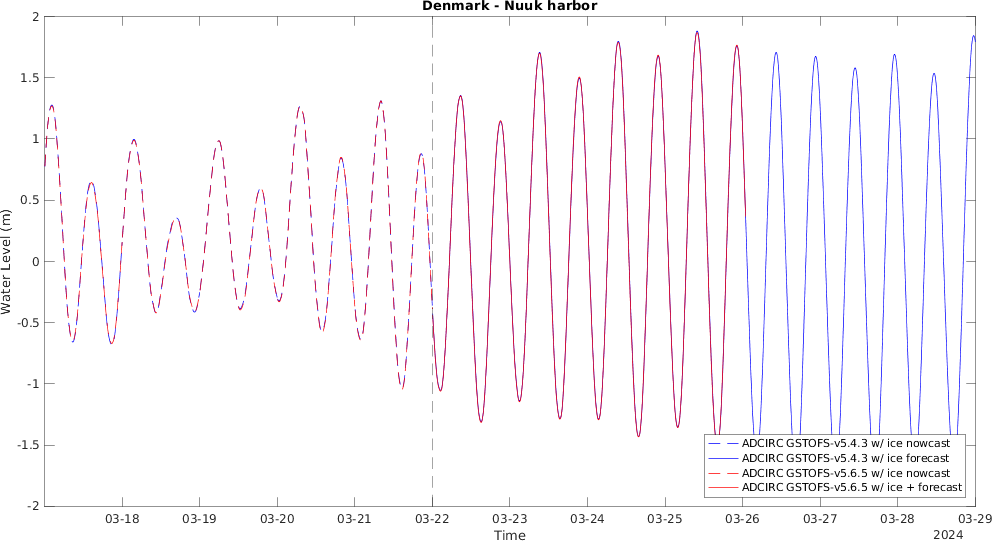 Denmark - Nuuk harbor
2
1.5
1
0.5
0
-0.5
-1
-1.5
-2
Water Level (m)
ADCIRC GSTOFS-v5.4.3 w/ ice nowcast
ADCIRC GSTOFS-v5.4.3 w/ ice forecast
ADCIRC GSTOFS-v5.6.5 w/ ice nowcast
ADCIRC GSTOFS-v5.6.5 w/ ice + forecast
03-18 03-19 03-20 03-21 03-22 03-23 03-24 03-25 03-26 03-27 03-28 03-29
Time
2024